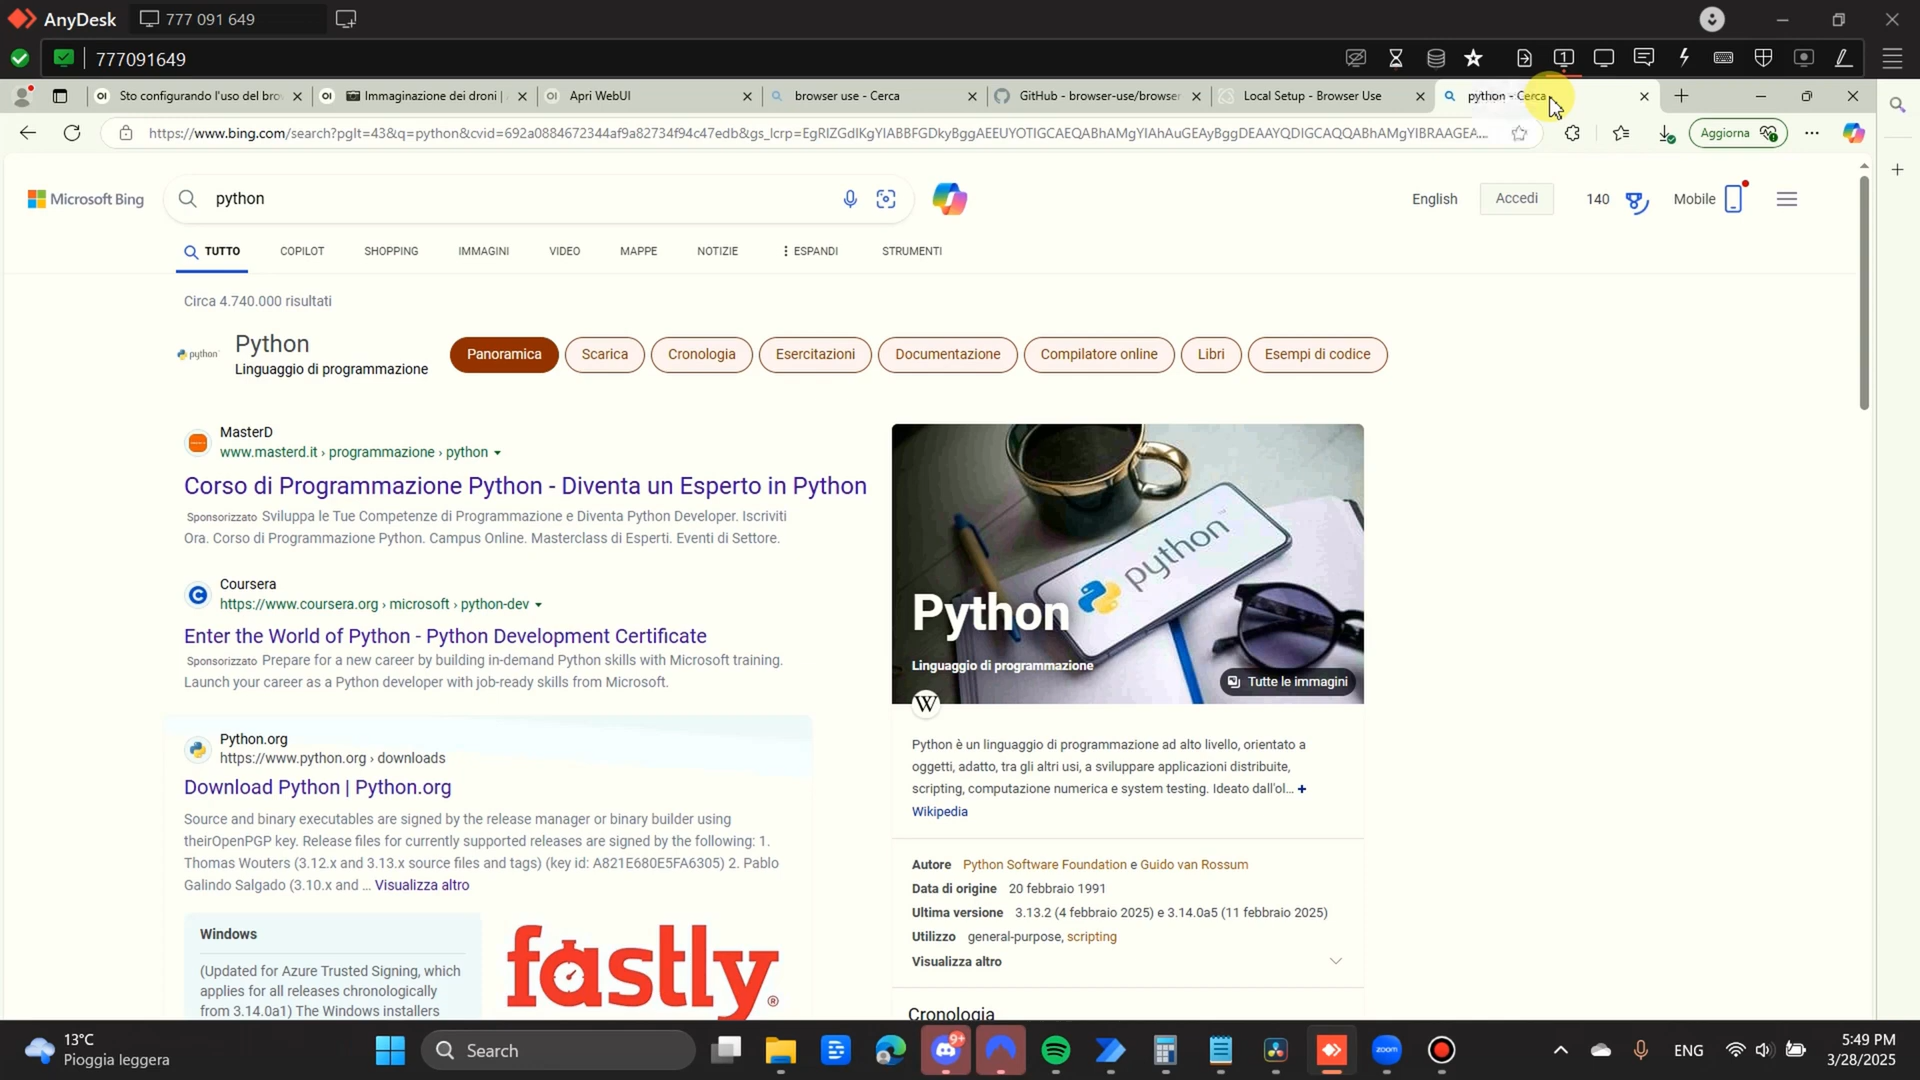 AnyDesk
777 091 649
777091649
Sto configurando l'uso del bro
Immaginazione dei droni |
Apri WebUI
browser use - Cerca
GitHub - browser-use/browser
Local Setup - Browser Use
python - Cerca
https://www.bing.com/search?pglt=43&q=python&cvid=692a0884672344af9a82734f94c47edb&gs_lcrp=EgRIZGdlKgYIABBFGDkyBggAEEUYOTIGCAEQABhAMgYIAhAuGEAyBggDEAAYQDIGCAQQABhAMgYIBRAAGEA...
Aggiorna
Microsoft Bing
python
English
Accedi
140
Mobile
TUTTO
COPILOT
SHOPPING
IMMAGINI
VIDEO
MAPPE
NOTIZIE
ESPANDI
STRUMENTI
Circa 4.740.000 risultati
python
Python
Linguaggio di programmazione
Panoramica
Scarica
Cronologia
Esercitazioni
Documentazione
Compilatore online
Libri
Esempi di codice
MasterD
www.masterd.it › programmazione › python
Corso di Programmazione Python - Diventa un Esperto in Python
Sponsorizzato Sviluppa le Tue Competenze di Programmazione e Diventa Python Developer. Iscriviti
Ora. Corso di Programmazione Python. Campus Online. Masterclass di Esperti. Eventi di Settore.
Coursera
https://www.coursera.org › microsoft › python-dev
Enter the World of Python - Python Development Certificate
Sponsorizzato Prepare for a new career by building in-demand Python skills with Microsoft training.
Launch your career as a Python developer with job-ready skills from Microsoft.
Python.org
https://www.python.org › downloads
Download Python | Python.org
Source and binary executables are signed by the release manager or binary builder using
theirOpenPGP key. Release files for currently supported releases are signed by the following: 1.
Thomas Wouters (3.12.x and 3.13.x source files and tags) (key id: A821E680E5FA6305) 2. Pablo
Galindo Salgado (3.10.x and ... Visualizza altro
Windows
(Updated for Azure Trusted Signing, which
applies for all releases chronologically
from 3.14.0a1) The Windows installers
fastly
python
Python
Linguaggio di programmazione
Tutte le immagini
W
Python è un linguaggio di programmazione ad alto livello, orientato a
oggetti, adatto, tra gli altri usi, a sviluppare applicazioni distribuite,
scripting, computazione numerica e system testing. Ideato dall'ol... +
Wikipedia
Autore Python Software Foundation e Guido van Rossum
Data di origine 20 febbraio 1991
Ultima versione 3.13.2 (4 febbraio 2025) e 3.14.0a5 (11 febbraio 2025)
Utilizzo general-purpose, scripting
Visualizza altro
Cronologia
13°C
Pioggia leggera
Search
9+
zoom
ENG
5:49 PM
3/28/2025